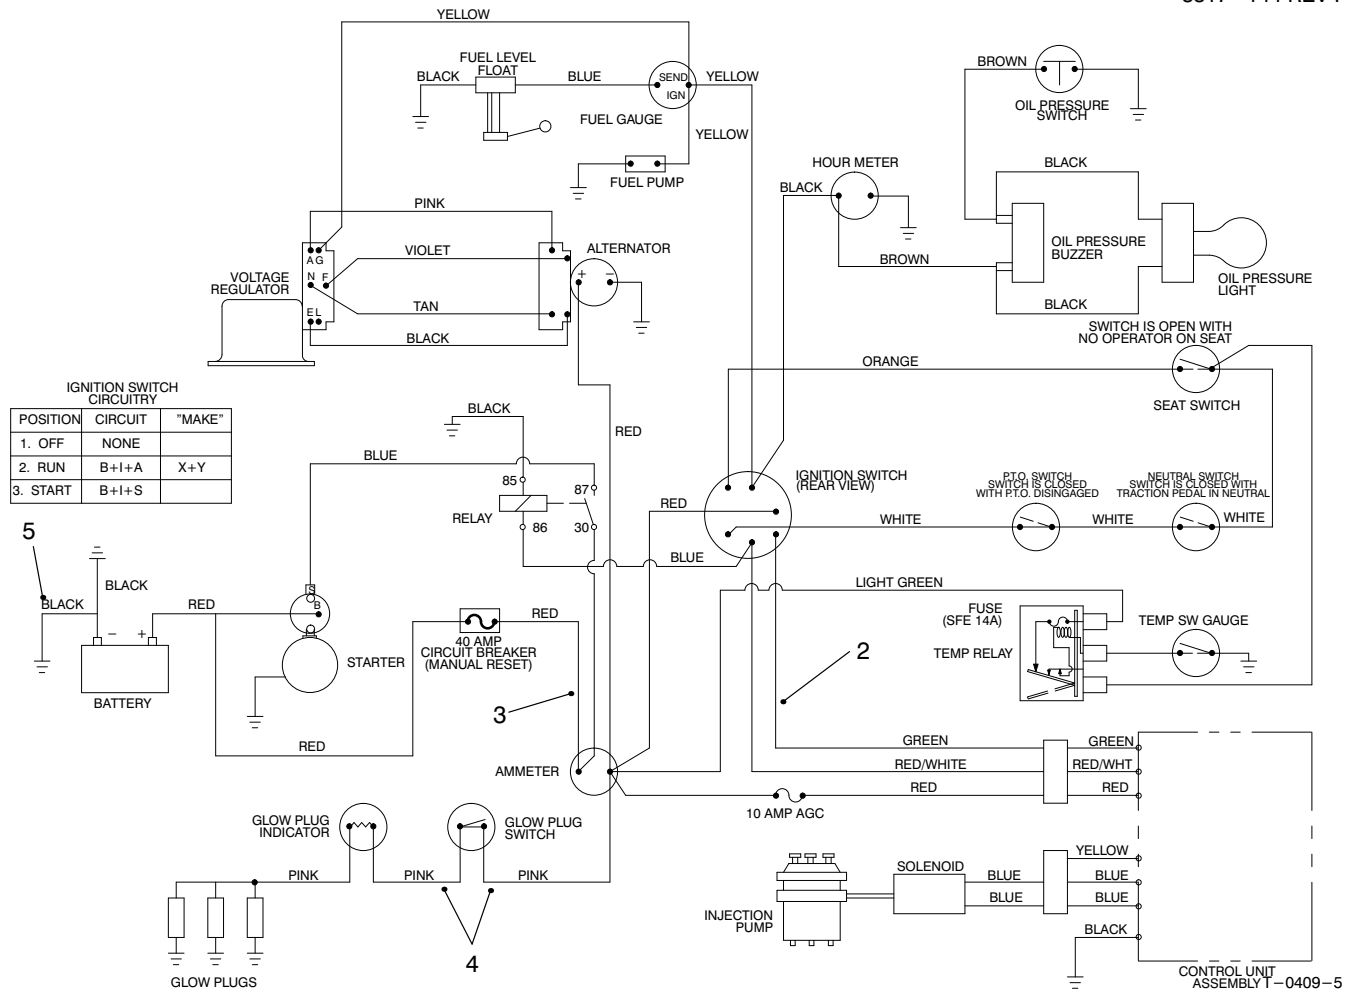 YELLOW
FUEL LEVEL
FLOAT
BLACK
BLUE
SEND
IGN
YELLOW
FUEL GAUGE
YELLOW
FUEL PUMP
BROWN
OIL PRESSURE
SWITCH
HOUR METER
BLACK
BLACK
BROWN
OIL PRESSURE
BUZZER
BLACK
OIL PRESSURE
LIGHT
PINK
VIOLET
TAN
BLACK
A G
N F
E L
VOLTAGE
REGULATOR
ALTERNATOR
+ −
SWITCH IS OPEN WITH
NO OPERATOR ON SEAT
ORANGE
SEAT SWITCH
IGNITION SWITCH
CIRCUITRY
POSITION CIRCUIT "MAKE"
1. OFF NONE
2. RUN B+I+A X+Y
3. START B+I+S
BLACK
RED
BLUE
85
87
RELAY
86
30
RED
IGNITION SWITCH
(REAR VIEW)
P.T.O. SWITCH
SWITCH IS CLOSED
WITH P.T.O. DISINGAGED
NEUTRAL SWITCH
SWITCH IS CLOSED WITH
TRACTION PEDAL IN NEUTRAL
WHITE
WHITE
WHITE
BLUE
5
BLACK
BLACK
RED
− +
BATTERY
S
B
STARTER
RED
40 AMP
CIRCUIT BREAKER
(MANUAL RESET)
RED
LIGHT GREEN
FUSE
(SFE 14A)
TEMP RELAY
TEMP SW GAUGE
2
3
AMMETER
GREEN
GREEN
RED/WHITE
RED/WHT
RED
RED
10 AMP AGC
GLOW PLUG
INDICATOR
GLOW PLUG
SWITCH
PINK
PINK
PINK
4
GLOW PLUGS
INJECTION
PUMP
SOLENOID
BLUE
BLUE
YELLOW
BLUE
BLUE
BLACK
CONTROL UNIT
ASSEMBLY
T−0409−5